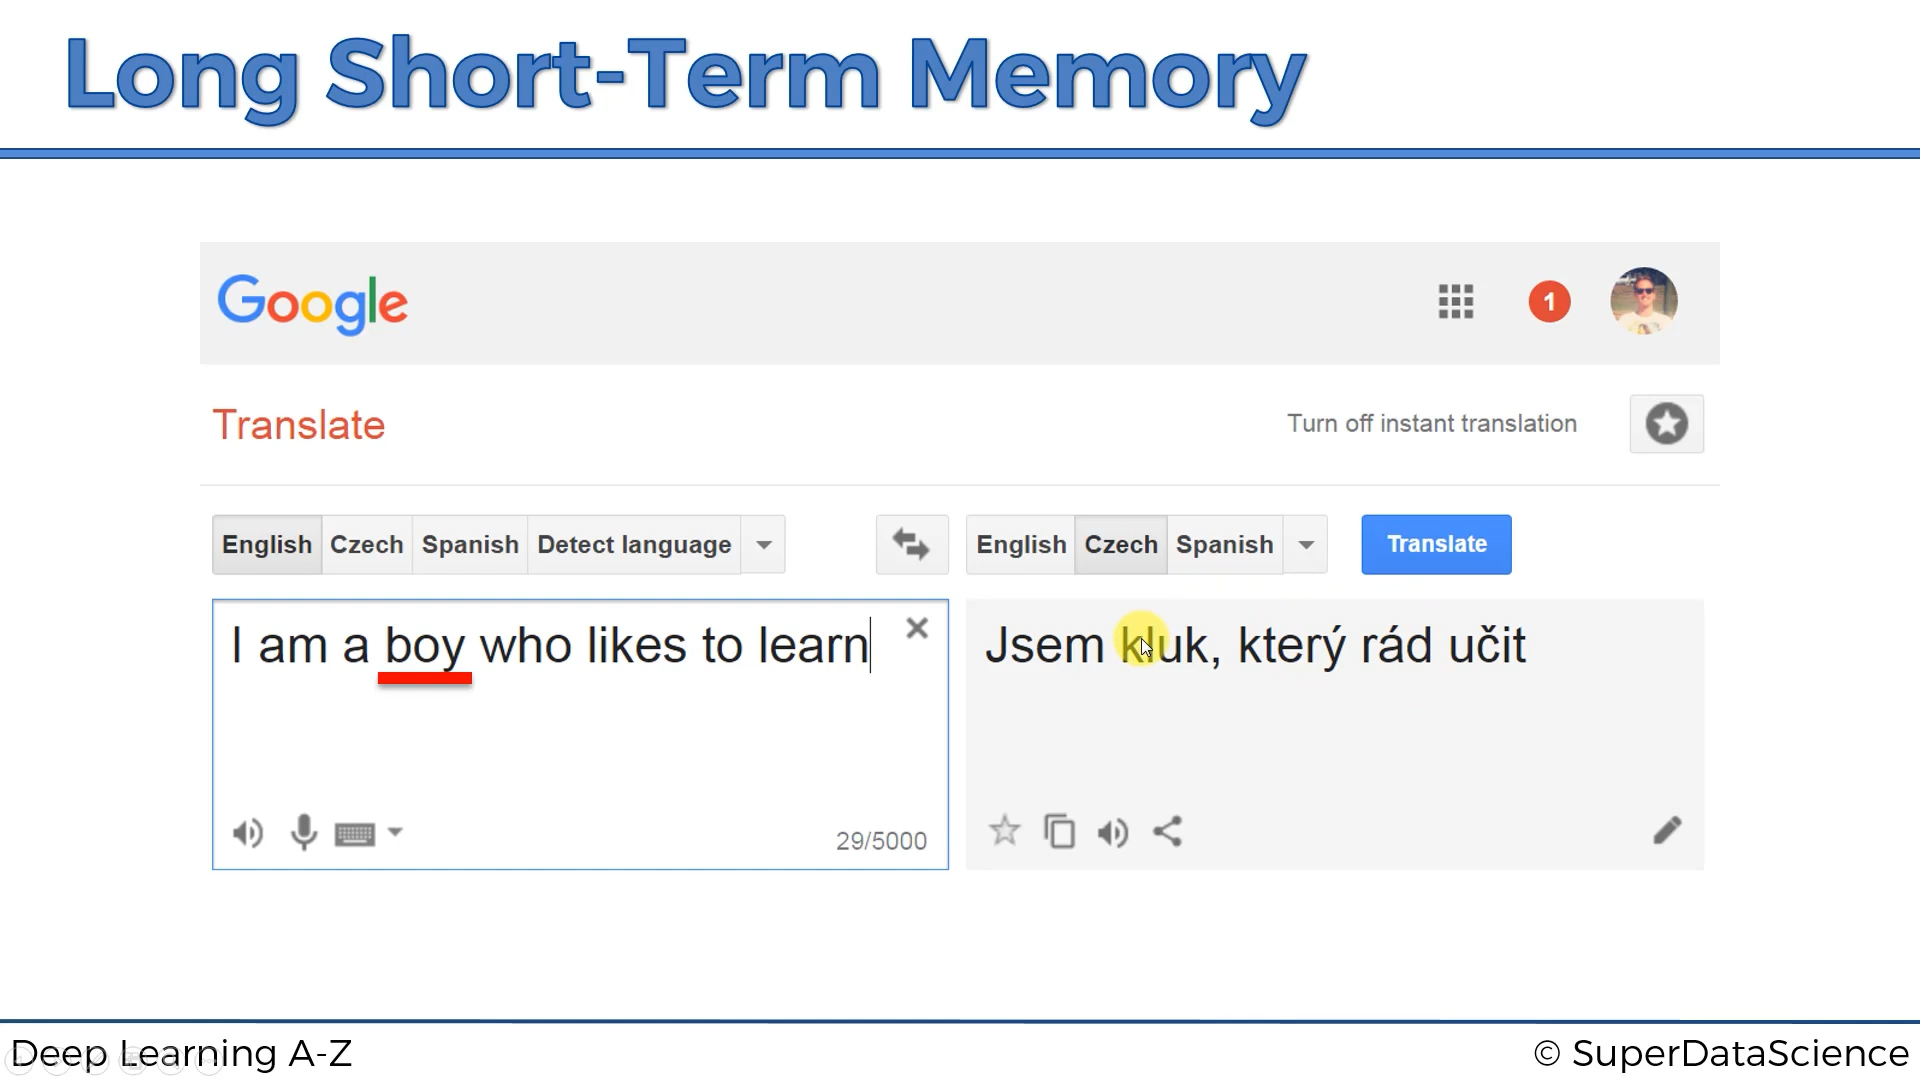 Long Short-Term Memory
Google
1
Translate
Turn off instant translation
English Czech Spanish Detect language
English Czech Spanish
Translate
I am a boy who likes to learn
Jsem kluk, který rád učit
29/5000
Deep Learning A-Z
© SuperDataScience